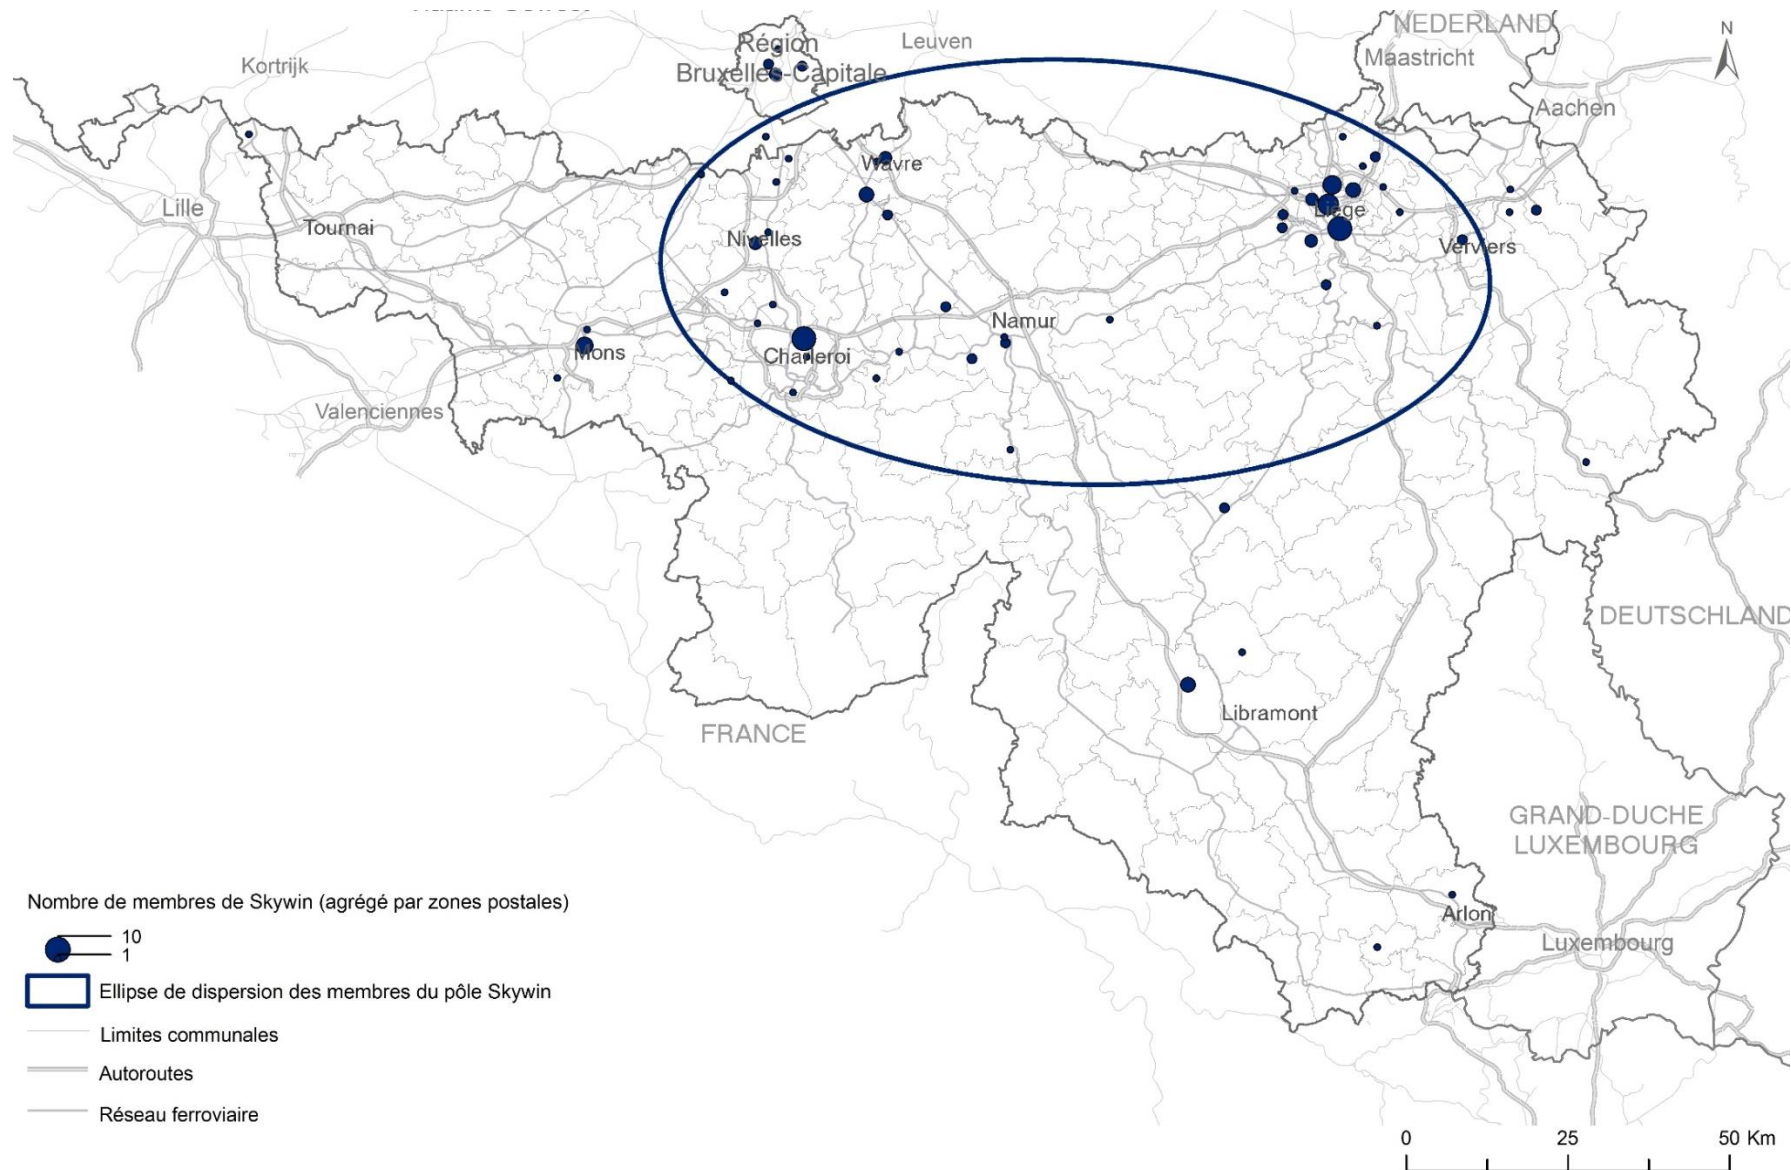 NEDERLAND
Région
Leuven
Maastricht
Kortrijk
Bruxelles-Capitale
Aachen
Wavre
Lille
Liège
Tournai
Nivelles
Verviers
Namur
Mons
Charleroi
Valenciennes
DEUTSCHLAND
Libramont
FRANCE
GRAND-DUCHE
LUXEMBOURG
Arlon
Luxembourg
N
Nombre de membres de Skywin (agrégé par zones postales)
10
1
Ellipse de dispersion des membres du pôle Skywin
Limites communales
Autoroutes
Réseau ferroviaire
0 25 50 Km